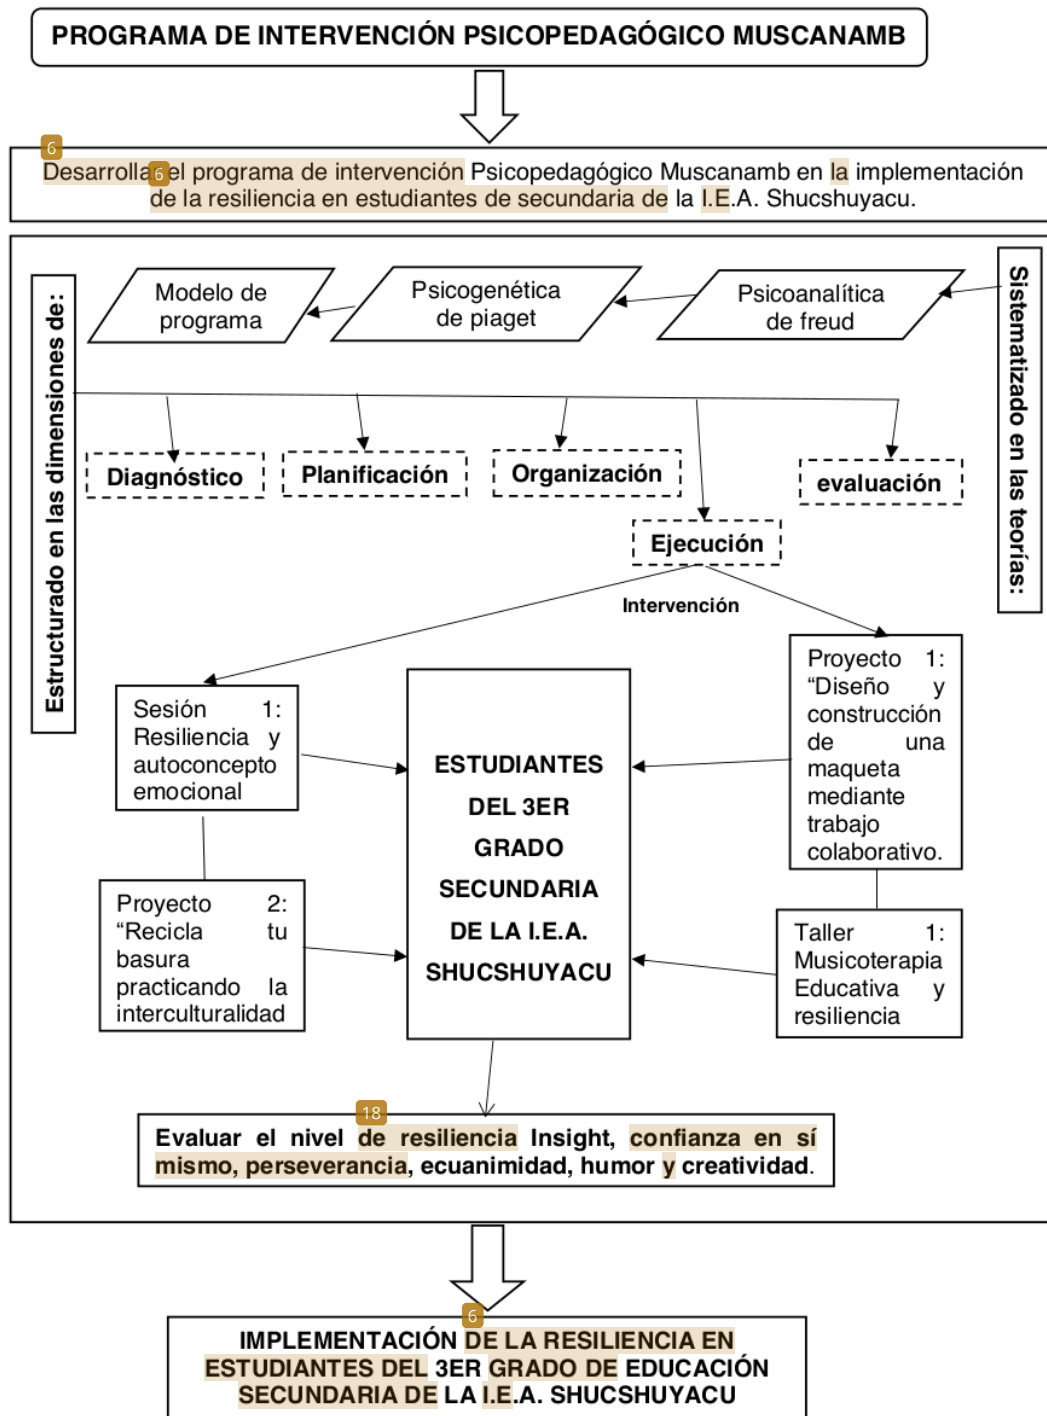 PROGRAMA DE INTERVENCIÓN PSICOPEDAGÓGICO MUSCANAMB
6
Desarrolla el programa de intervención Psicopedagógico Muscanamb en la implementación
6
de la resiliencia en estudiantes de secundaria de la I.E.A. Shucshuyacu.
Estructurado en las dimensiones de:
Modelo de
programa
Psicogenética
de piaget
Psicoanalítica
de freud
Sistematizado en las teorías:
Diagnóstico
Planificación
Organización
evaluación
Ejecución
Intervención
Sesión 1:
Resiliencia y
autoconcepto
emocional
Proyecto 2:
“Recicla tu
basura
practicando la
interculturalidad
ESTUDIANTES
DEL 3ER
GRADO
SECUNDARIA
DE LA I.E.A.
SHUCSHUYACU
Proyecto 1:
“Diseño y
construcción
de una
maqueta
mediante
trabajo
colaborativo.
Taller 1:
Musicoterapia
Educativa y
resiliencia
18
Evaluar el nivel de resiliencia Insight, confianza en sí
mismo, perseverancia, ecuanimidad, humor y creatividad.
6
IMPLEMENTACIÓN DE LA RESILIENCIA EN
ESTUDIANTES DEL 3ER GRADO DE EDUCACIÓN
SECUNDARIA DE LA I.E.A. SHUCSHUYACU